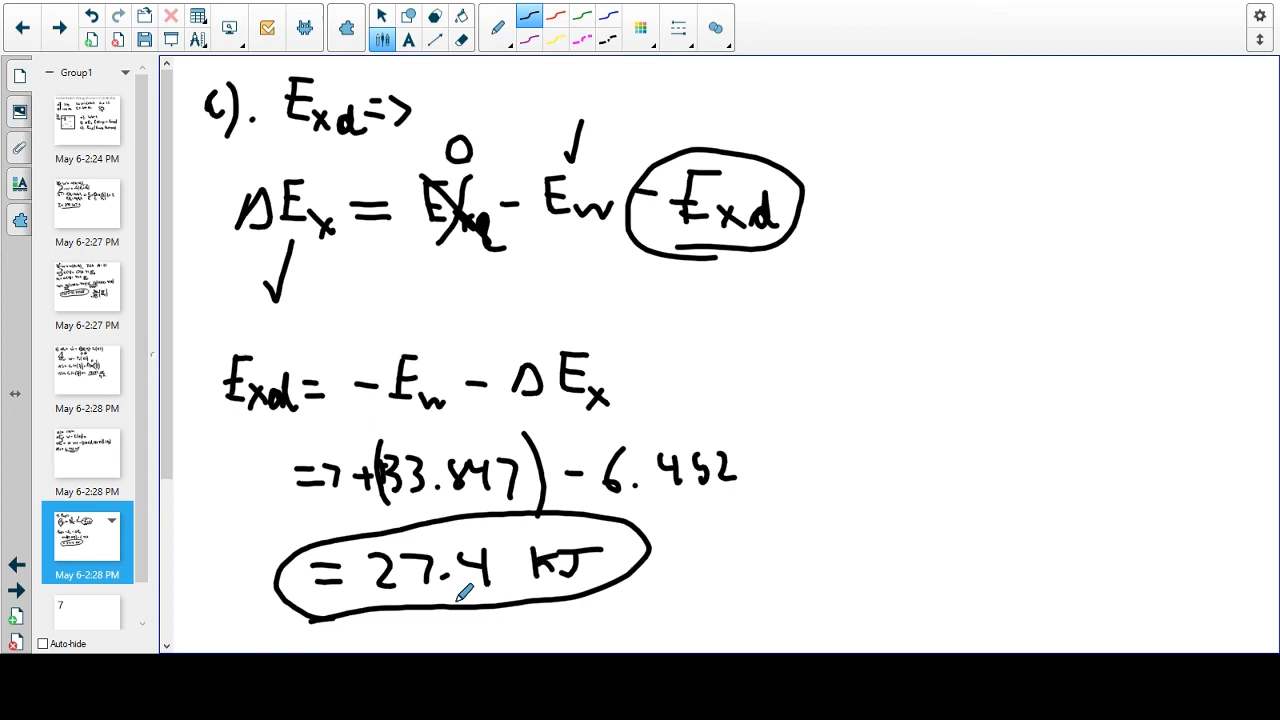 Group1
May 6-2:24 PM
May 6-2:27 PM
May 6-2:27 PM
May 6-2:28 PM
May 6-2:28 PM
May 6-2:28 PM
7
Auto-hide
c). Exd =>
0
ΔEx = Exq - Ew - Exd
Exd = - Ew - ΔEx
=> +(33.847) - 6.452
= 27.4 KJ